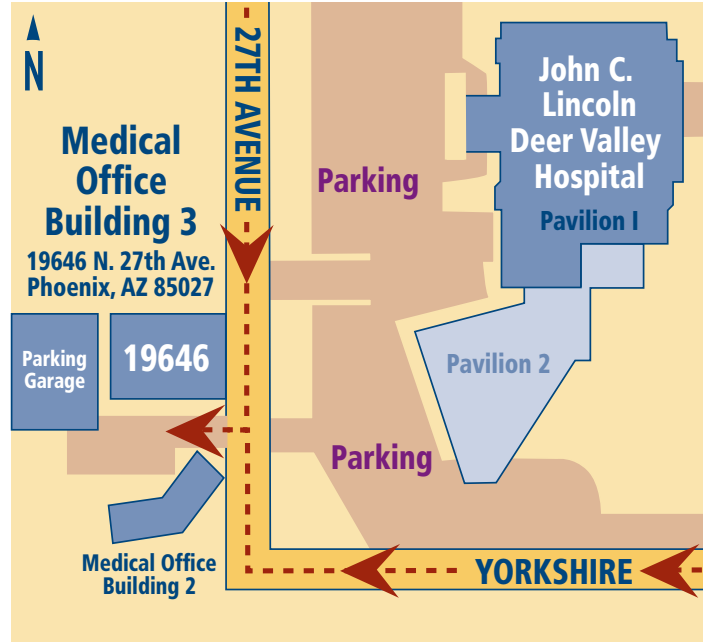 N
27TH AVENUE
John C.
Lincoln
Deer Valley
Hospital
Pavilion I
Medical
Office
Building 3
19646 N. 27th Ave.
Phoenix, AZ 85027
Parking
Parking
Garage
19646
Pavilion 2
Parking
Medical Office
Building 2
YORKSHIRE